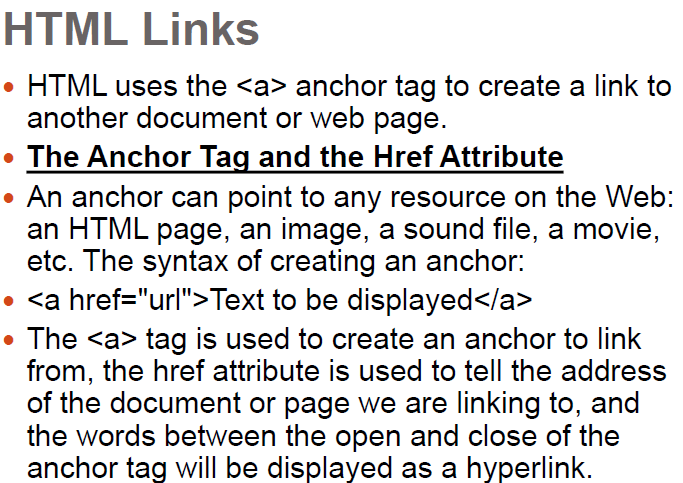 HTML Links
• HTML uses the <a> anchor tag to create a link to
another document or web page.
• The Anchor Tag and the Href Attribute
• An anchor can point to any resource on the Web:
an HTML page, an image, a sound file, a movie,
etc. The syntax of creating an anchor:
• <a href="url">Text to be displayed</a>
• The <a> tag is used to create an anchor to link
from, the href attribute is used to tell the address
of the document or page we are linking to, and
the words between the open and close of the
anchor tag will be displayed as a hyperlink.